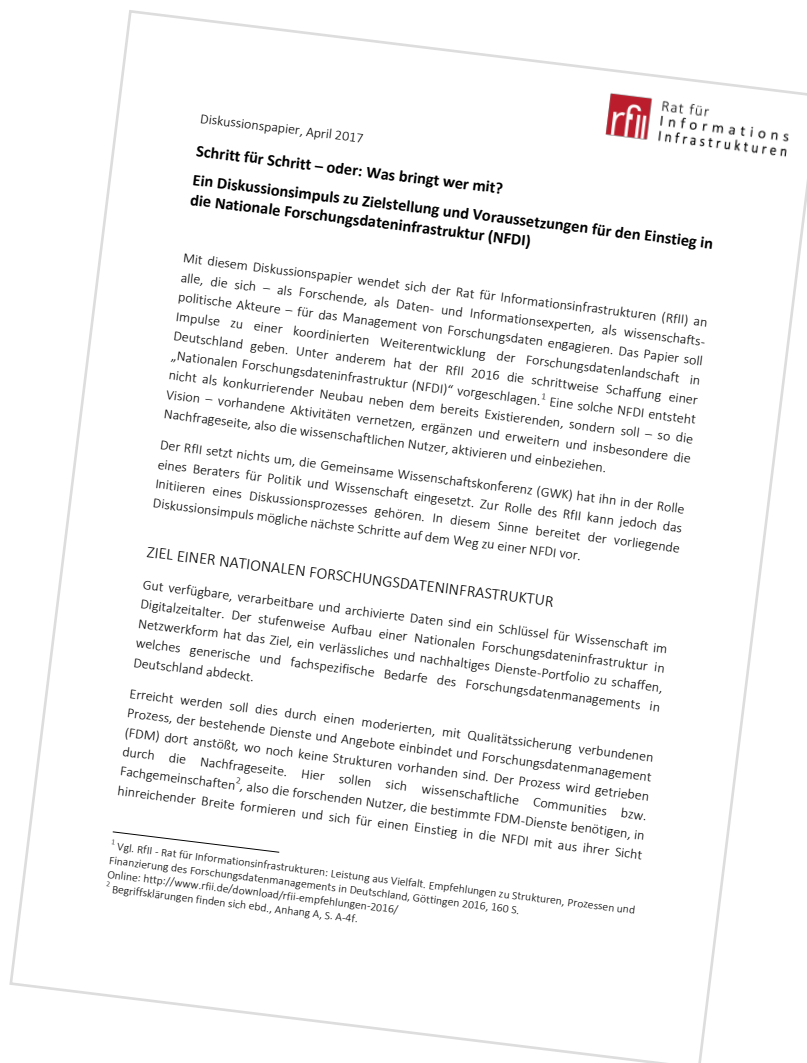 rfii
Rat für
Informations
Infrastrukturen
Diskussionspapier, April 2017
Schritt für Schritt – oder: Was bringt wer mit?
Ein Diskussionsimpuls zu Zielstellung und Voraussetzungen für den Einstieg in
die Nationale Forschungsdateninfrastruktur (NFDI)
Mit diesem Diskussionspapier wendet sich der Rat für Informationsinfrastrukturen (RfII) an
alle, die sich – als Forschende, als Daten- und Informationsexperten, als wissenschafts-
politische Akteure – für das Management von Forschungsdaten engagieren. Das Papier soll
Impulse zu einer koordinierten Weiterentwicklung der Forschungsdatenlandschaft in
Deutschland geben. Unter anderem hat der RfII 2016 die schrittweise Schaffung einer
„Nationalen Forschungsdateninfrastruktur (NFDI)“ vorgeschlagen.¹ Eine solche NFDI entsteht
nicht als konkurrierender Neubau neben dem bereits Existierenden, sondern soll – so die
Vision – vorhandene Aktivitäten vernetzen, ergänzen und erweitern und insbesondere die
Nachfrageseite, also die wissenschaftlichen Nutzer, aktivieren und einbeziehen.
Der RfII setzt nichts um, die Gemeinsame Wissenschaftskonferenz (GWK) hat ihn in der Rolle
eines Beraters für Politik und Wissenschaft eingesetzt. Zur Rolle des RfII kann jedoch das
Initiieren eines Diskussionsprozesses gehören. In diesem Sinne bereitet der vorliegende
Diskussionsimpuls mögliche nächste Schritte auf dem Weg zu einer NFDI vor.
ZIEL EINER NATIONALEN FORSCHUNGSDATENINFRASTRUKTUR
Gut verfügbare, verarbeitbare und archivierte Daten sind ein Schlüssel für Wissenschaft im
Digitalzeitalter. Der stufenweise Aufbau einer Nationalen Forschungsdateninfrastruktur in
Netzwerkform hat das Ziel, ein verlässliches und nachhaltiges Dienste-Portfolio zu schaffen,
welches generische und fachspezifische Bedarfe des Forschungsdatenmanagements in
Deutschland abdeckt.
Erreicht werden soll dies durch einen moderierten, mit Qualitätssicherung verbundenen
Prozess, der bestehende Dienste und Angebote einbindet und Forschungsdatenmanagement
(FDM) dort anstößt, wo noch keine Strukturen vorhanden sind. Der Prozess wird getrieben
durch die Nachfrageseite. Hier sollen sich wissenschaftliche Communities bzw.
Fachgemeinschaften², also die forschenden Nutzer, die bestimmte FDM-Dienste benötigen, in
hinreichender Breite formieren und sich für einen Einstieg in die NFDI mit aus ihrer Sicht
¹ Vgl. RfII - Rat für Informationsinfrastrukturen: Leistung aus Vielfalt. Empfehlungen zu Strukturen, Prozessen und
Finanzierung des Forschungsdatenmanagements in Deutschland, Göttingen 2016, 160 S.
Online: http://www.rfii.de/download/rfii-empfehlungen-2016/
² Begriffsklärungen finden sich ebd., Anhang A, S. A-4f.